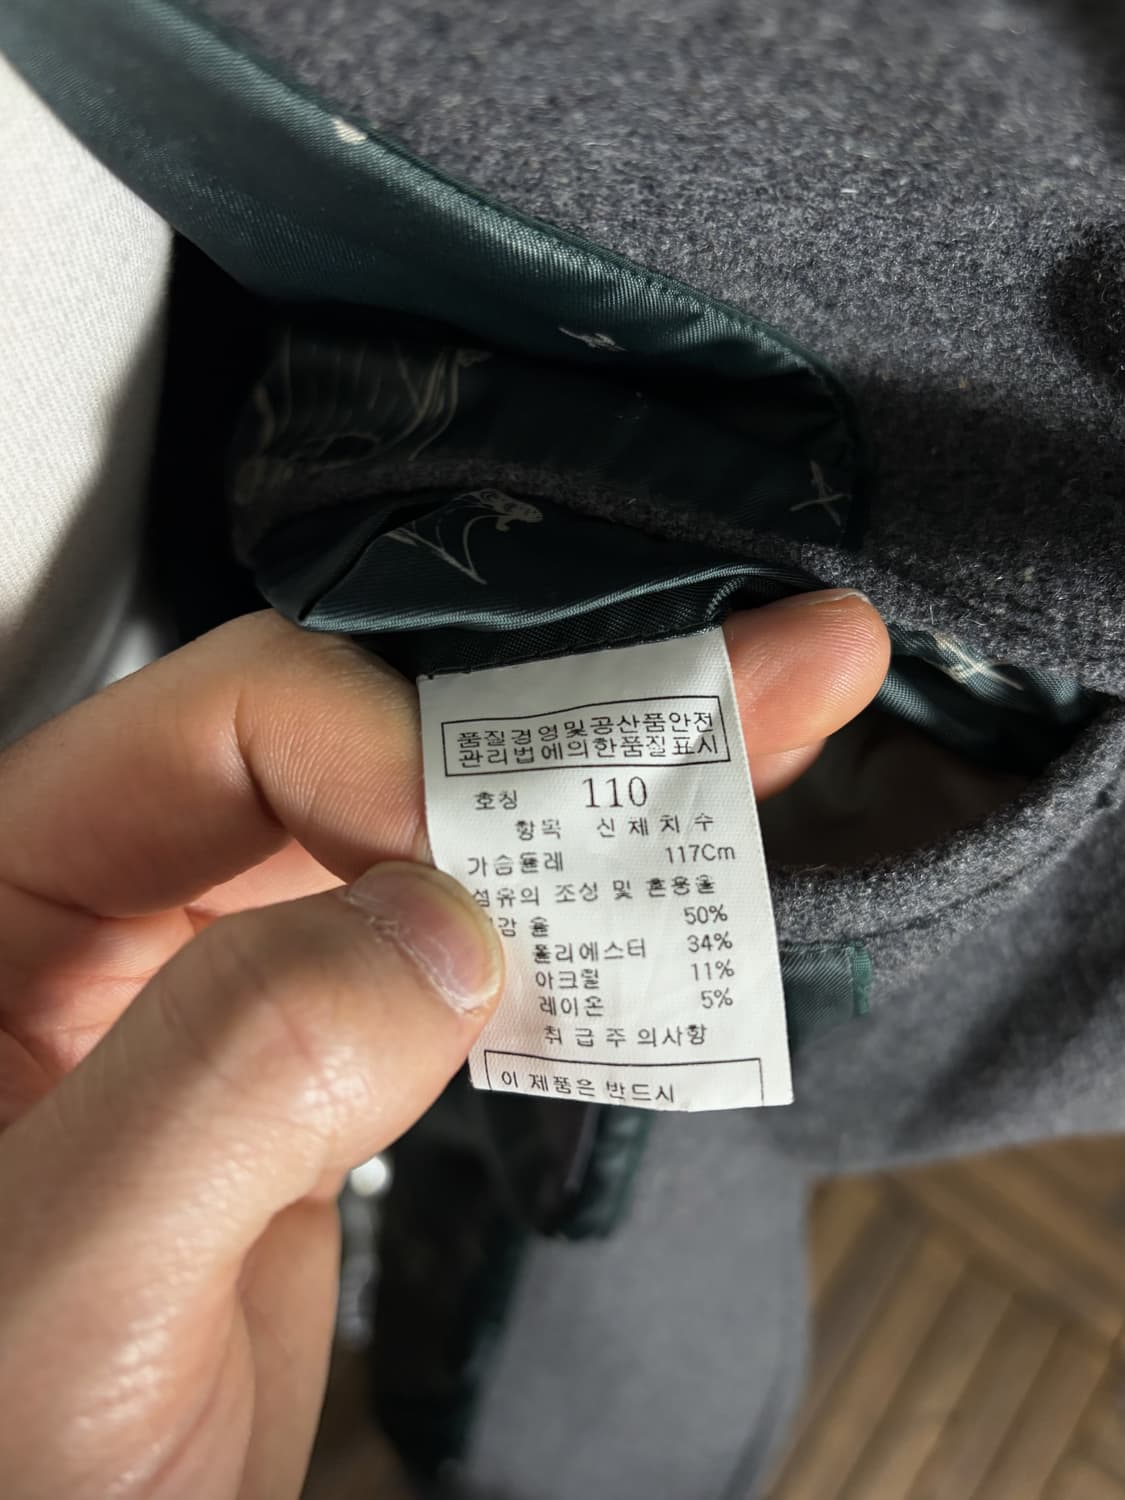 품질경영및공산품안전
관리법에의한품질표시
호칭 110
항목 신체치수
가슴둘레 117Cm
섬유의 조성 및 혼용율
울 50%
폴리에스터 34%
아크릴 11%
레이온 5%
취급주의사항
이 제품은 반드시